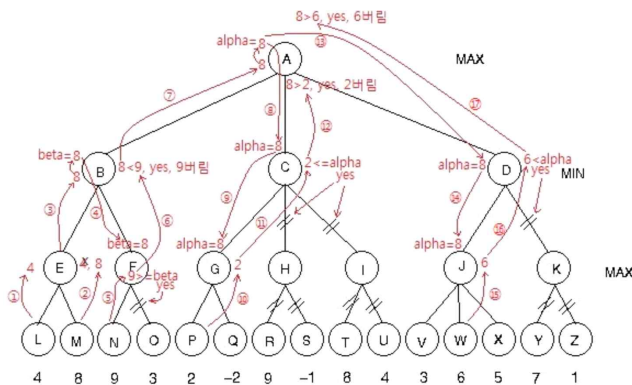 8>6, yes, 6버림
alpha=8
⑬
A
MAX
8
⑦
8>2, yes, 2버림
⑧
⑰
⑫
beta=8
8<9, yes, 9버림
alpha=8
C
2<=alpha
yes
alpha=8
D
6<alpha
yes
MIN
B
8
③
④
⑥
⑨
⑪
⑭
⑯
beta=8
alpha=8
alpha=8
4
E
4, 8
F
9>=beta
yes
G
2
H
I
J
6
K
MAX
①
②
⑤
⑩
⑮
L
M
N
O
P
Q
R
S
T
U
V
W
X
Y
Z
4
8
9
3
2
-2
9
-1
8
4
3
6
5
7
1